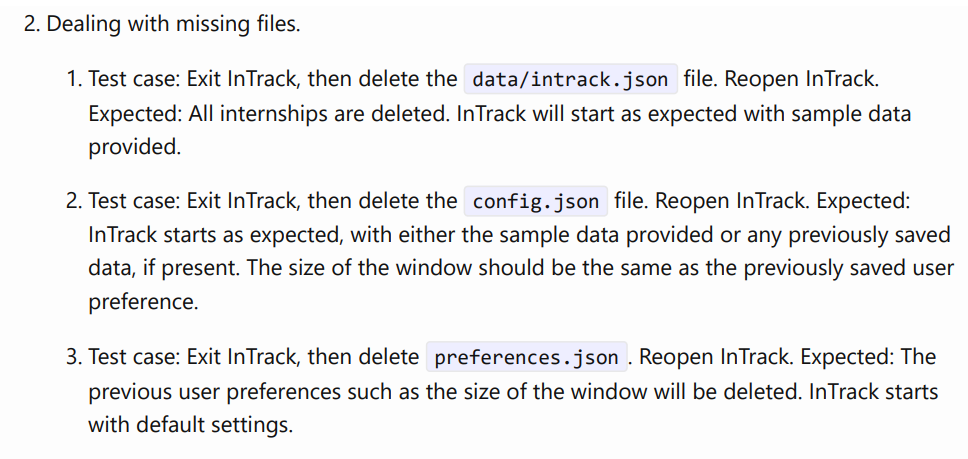 2. Dealing with missing files.
1. Test case: Exit InTrack, then delete the data/intrack.json file. Reopen InTrack.
Expected: All internships are deleted. InTrack will start as expected with sample data
provided.
2. Test case: Exit InTrack, then delete the config.json file. Reopen InTrack. Expected:
InTrack starts as expected, with either the sample data provided or any previously saved
data, if present. The size of the window should be the same as the previously saved user
preference.
3. Test case: Exit InTrack, then delete preferences.json. Reopen InTrack. Expected: The
previous user preferences such as the size of the window will be deleted. InTrack starts
with default settings.